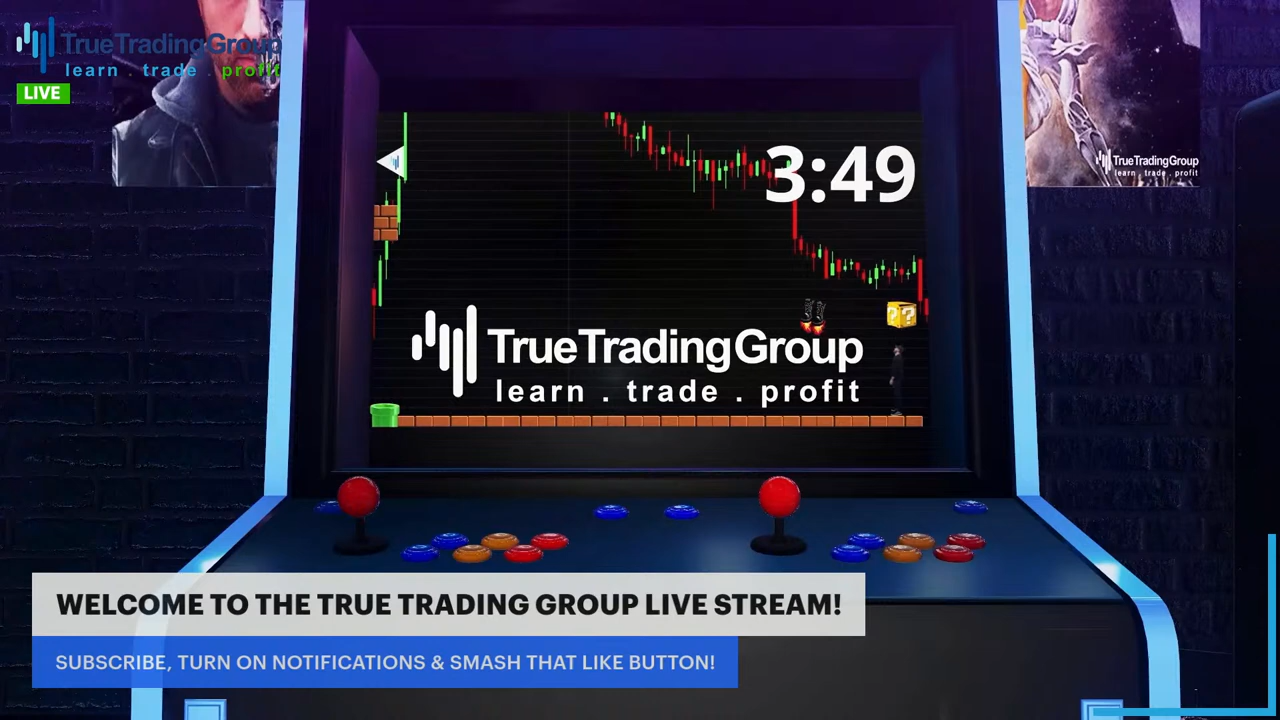 TrueTradingGroup
learn . trade . profit
LIVE
3:49
TrueTradingGroup
learn . trade . profit
TrueTradingGroup
learn . trade . profit
? ?
WELCOME TO THE TRUE TRADING GROUP LIVE STREAM!
SUBSCRIBE, TURN ON NOTIFICATIONS & SMASH THAT LIKE BUTTON!